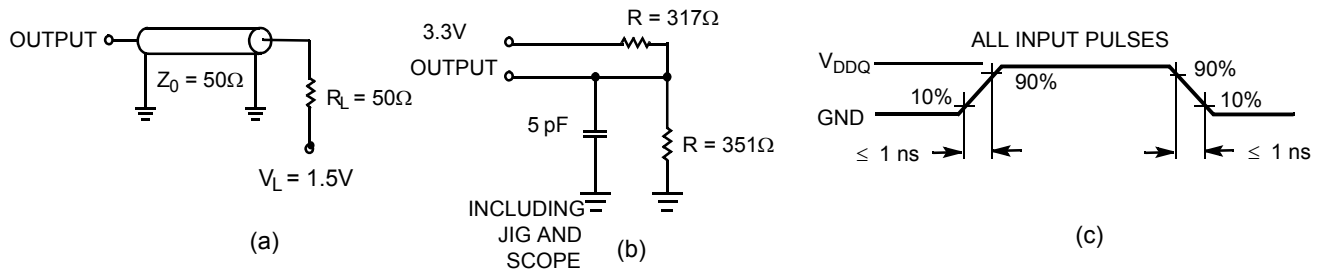 OUTPUT
Z0 = 50Ω
RL = 50Ω
VL = 1.5V
(a)
R = 317Ω
3.3V
OUTPUT
5 pF
R = 351Ω
INCLUDING
JIG AND
SCOPE
(b)
ALL INPUT PULSES
VDDQ
GND
10%
90%
90%
10%
≤ 1 ns
≤ 1 ns
(c)